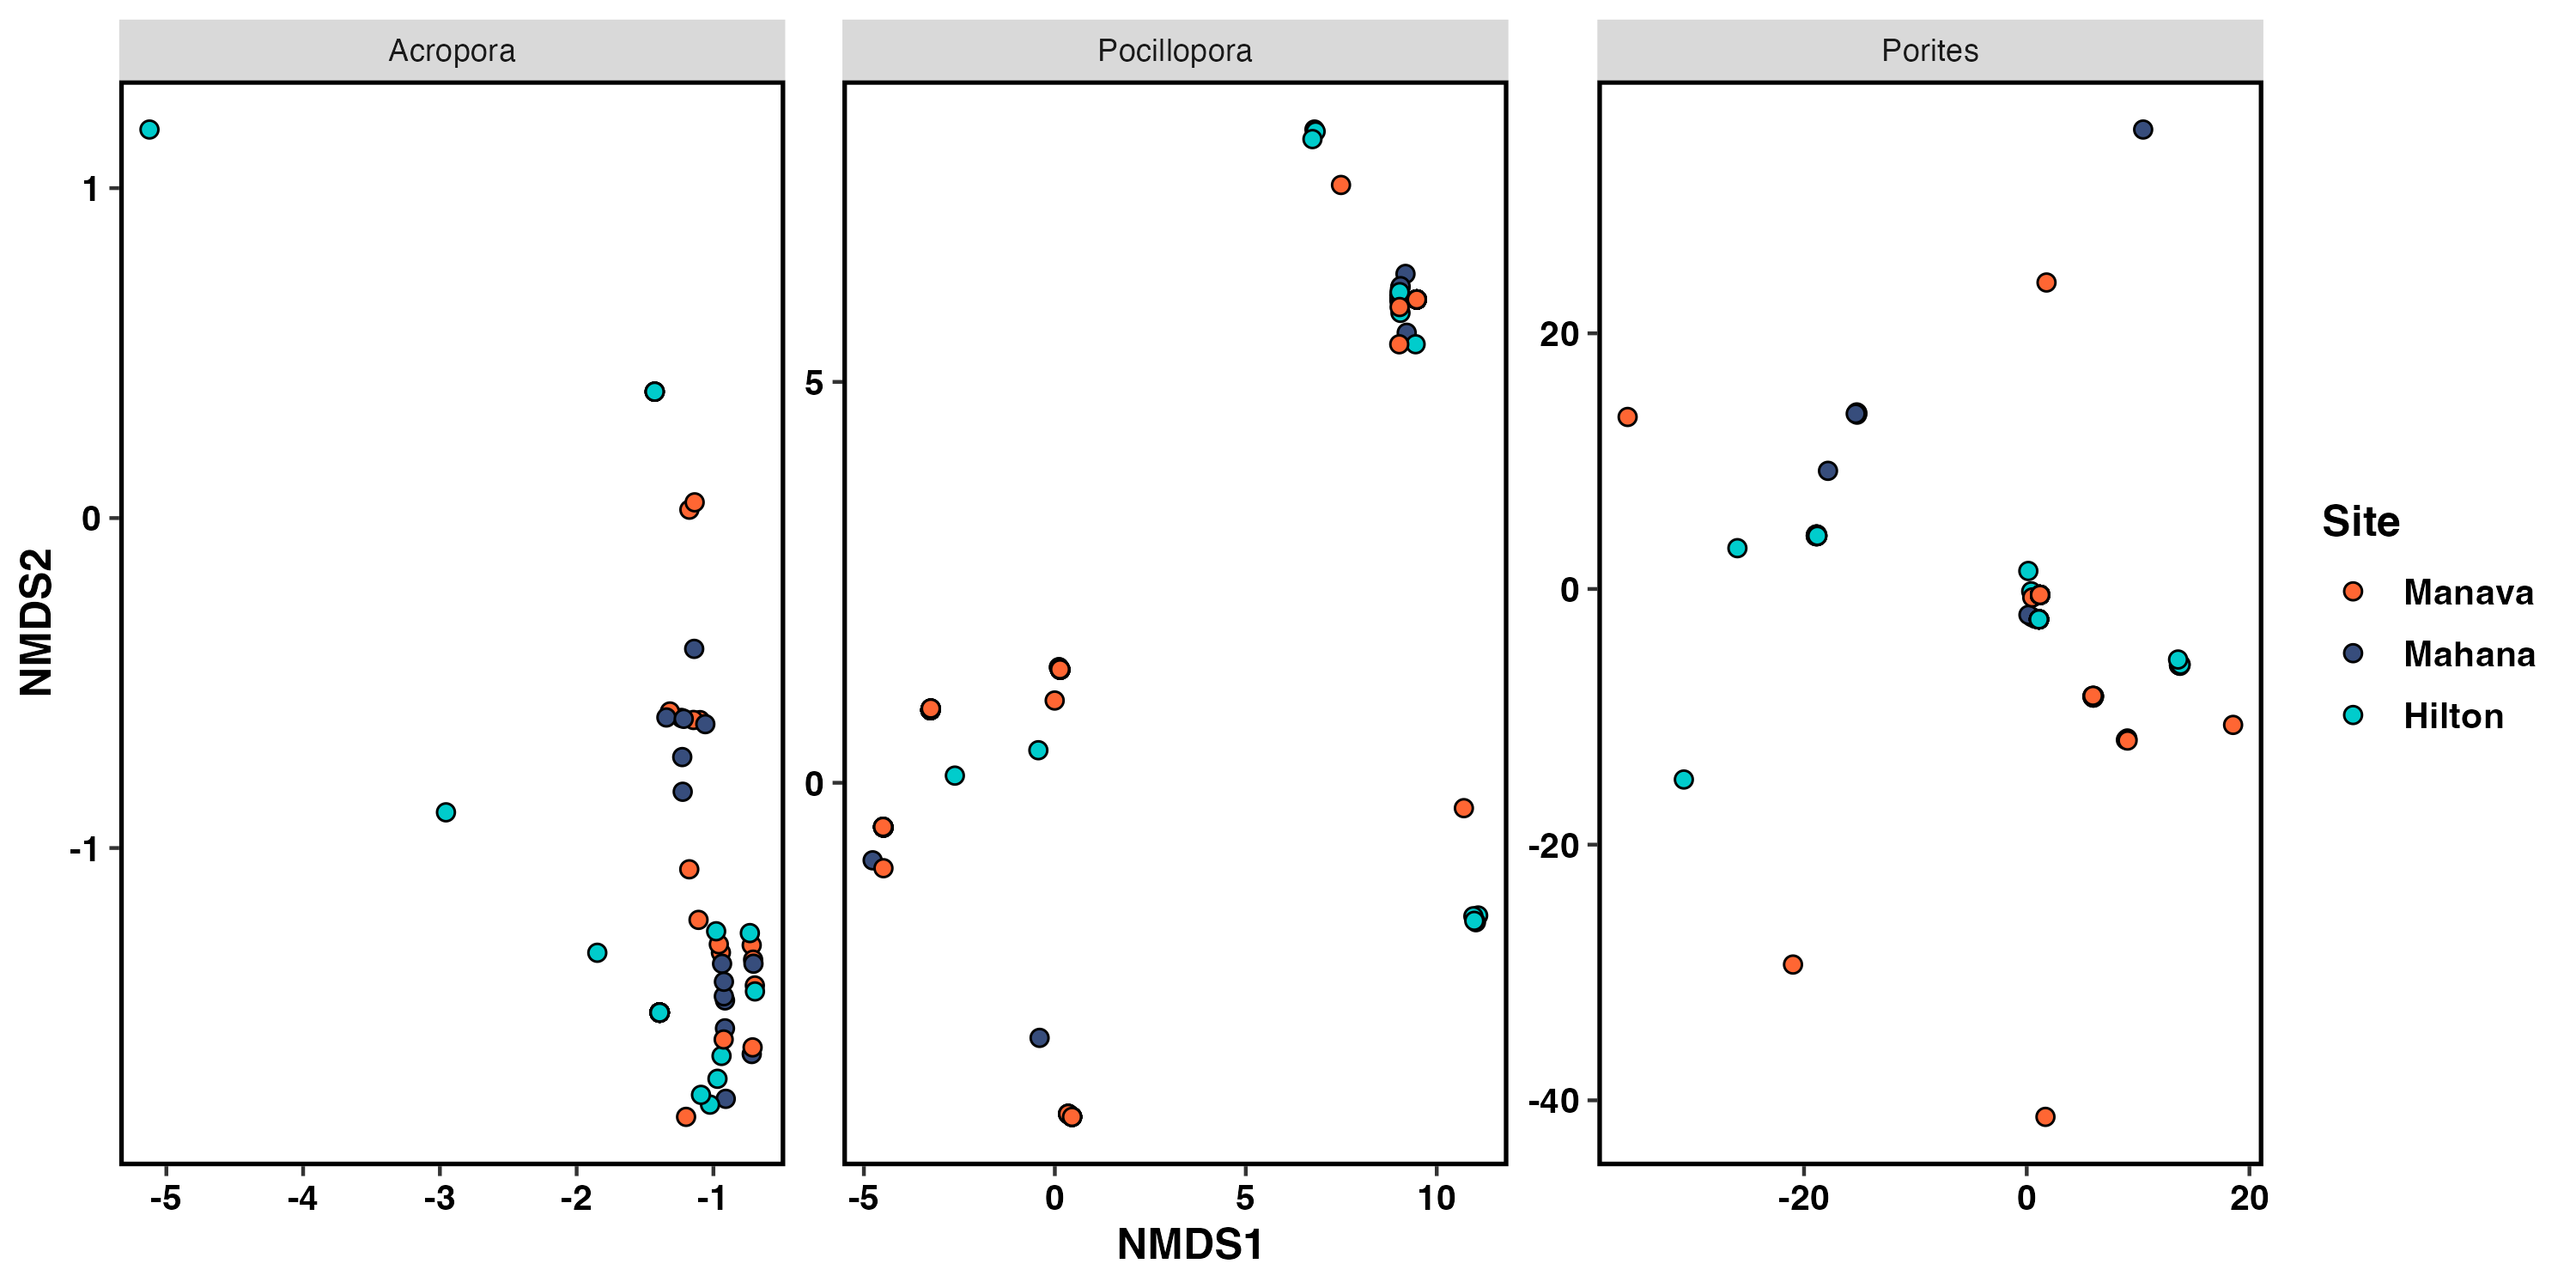 Acropora
Pocillopora
Porites
NMDS2
1
0
-1
5
0
20
0
-20
-40
-5 -4 -3 -2 -1
-5 0 5 10
-20 0 20
NMDS1
Site
Manava
Mahana
Hilton